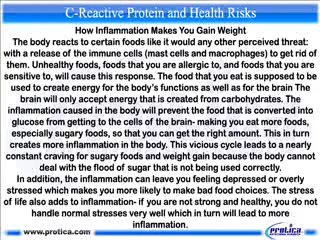 C-Reactive Protein and Health Risks
How Inflammation Makes You Gain Weight
The body reacts to certain foods like it would any other perceived threat:
with a release of the immune cells (mast cells and macrophages) to get rid of
them. Unhealthy foods, foods that you are allergic to, and foods that you are
sensitive to, will cause this response. The food that you eat is supposed to be
used to create energy for the body's functions as well as for the brain The
brain will only accept energy that is created from carbohydrates. The
inflammation caused in the body will prevent the food that is converted into
glucose from getting to the cells of the brain- making you eat more foods,
especially sugary foods, so that you can get the right amount. This in turn
creates more inflammation in the body. This vicious cycle leads to a nearly
constant craving for sugary foods and weight gain because the body cannot
deal with the flood of sugar that is not being used correctly.
In addition, the inflammation can leave you feeling depressed or overly
stressed which makes you more likely to make bad food choices. The stress
of life also adds to inflammation- if you are not strong and healthy, you do not
handle normal stresses very well which in turn will lead to more
inflammation.
www.protica.com
protica